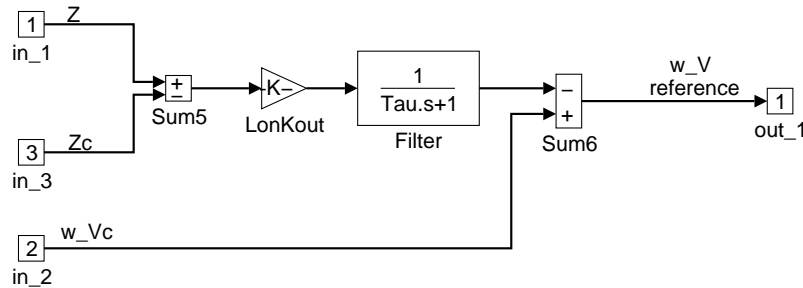 1
Z
in_1
+
−
Sum5
-K-
LonKout
1
Tau.s+1
Filter
−
+
Sum6
w_V
reference
1
out_1
3
Zc
in_3
2
w_Vc
in_2